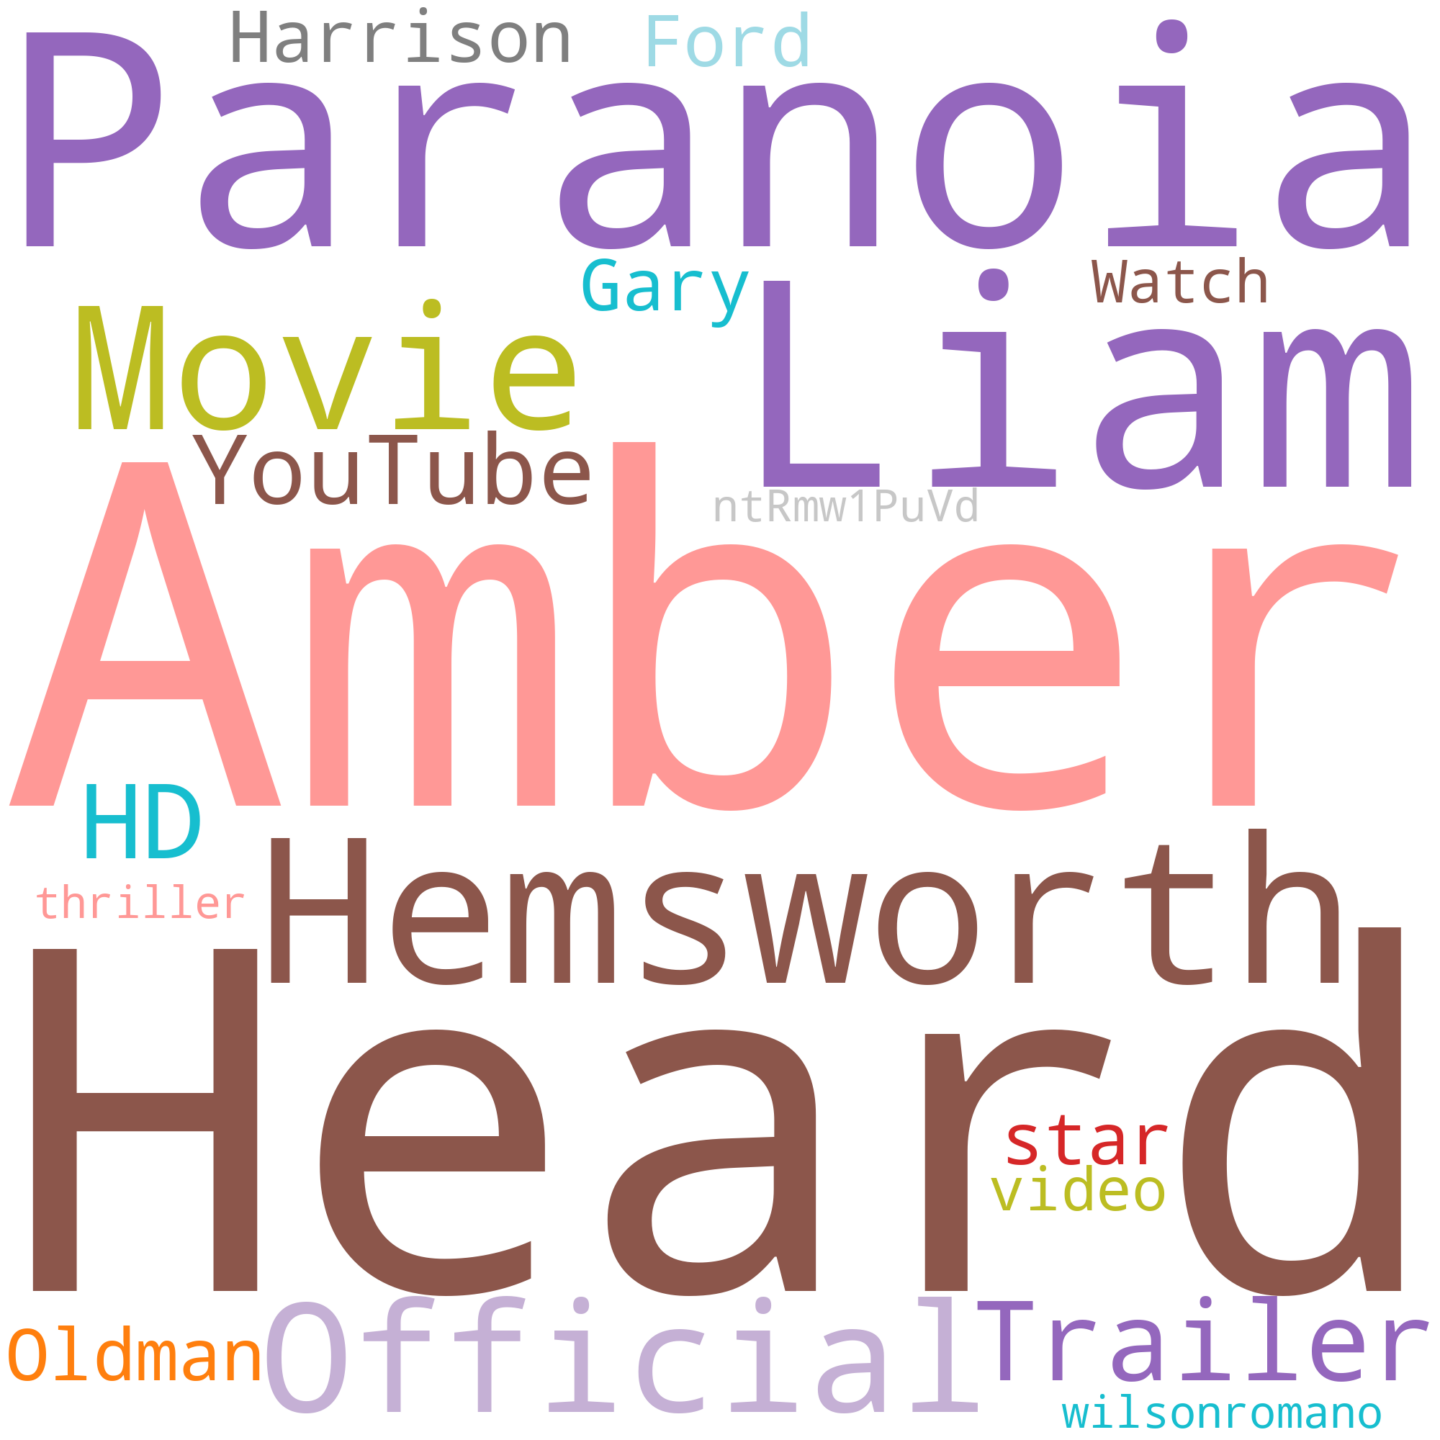 Harrison Ford
Paranoia
Gary Watch
Movie Liam
YouTube
ntRmw1PuVd
Amber
HD
Hemsworth
thriller
Heard
star
video
Official Trailer
Oldman
wilsonromano